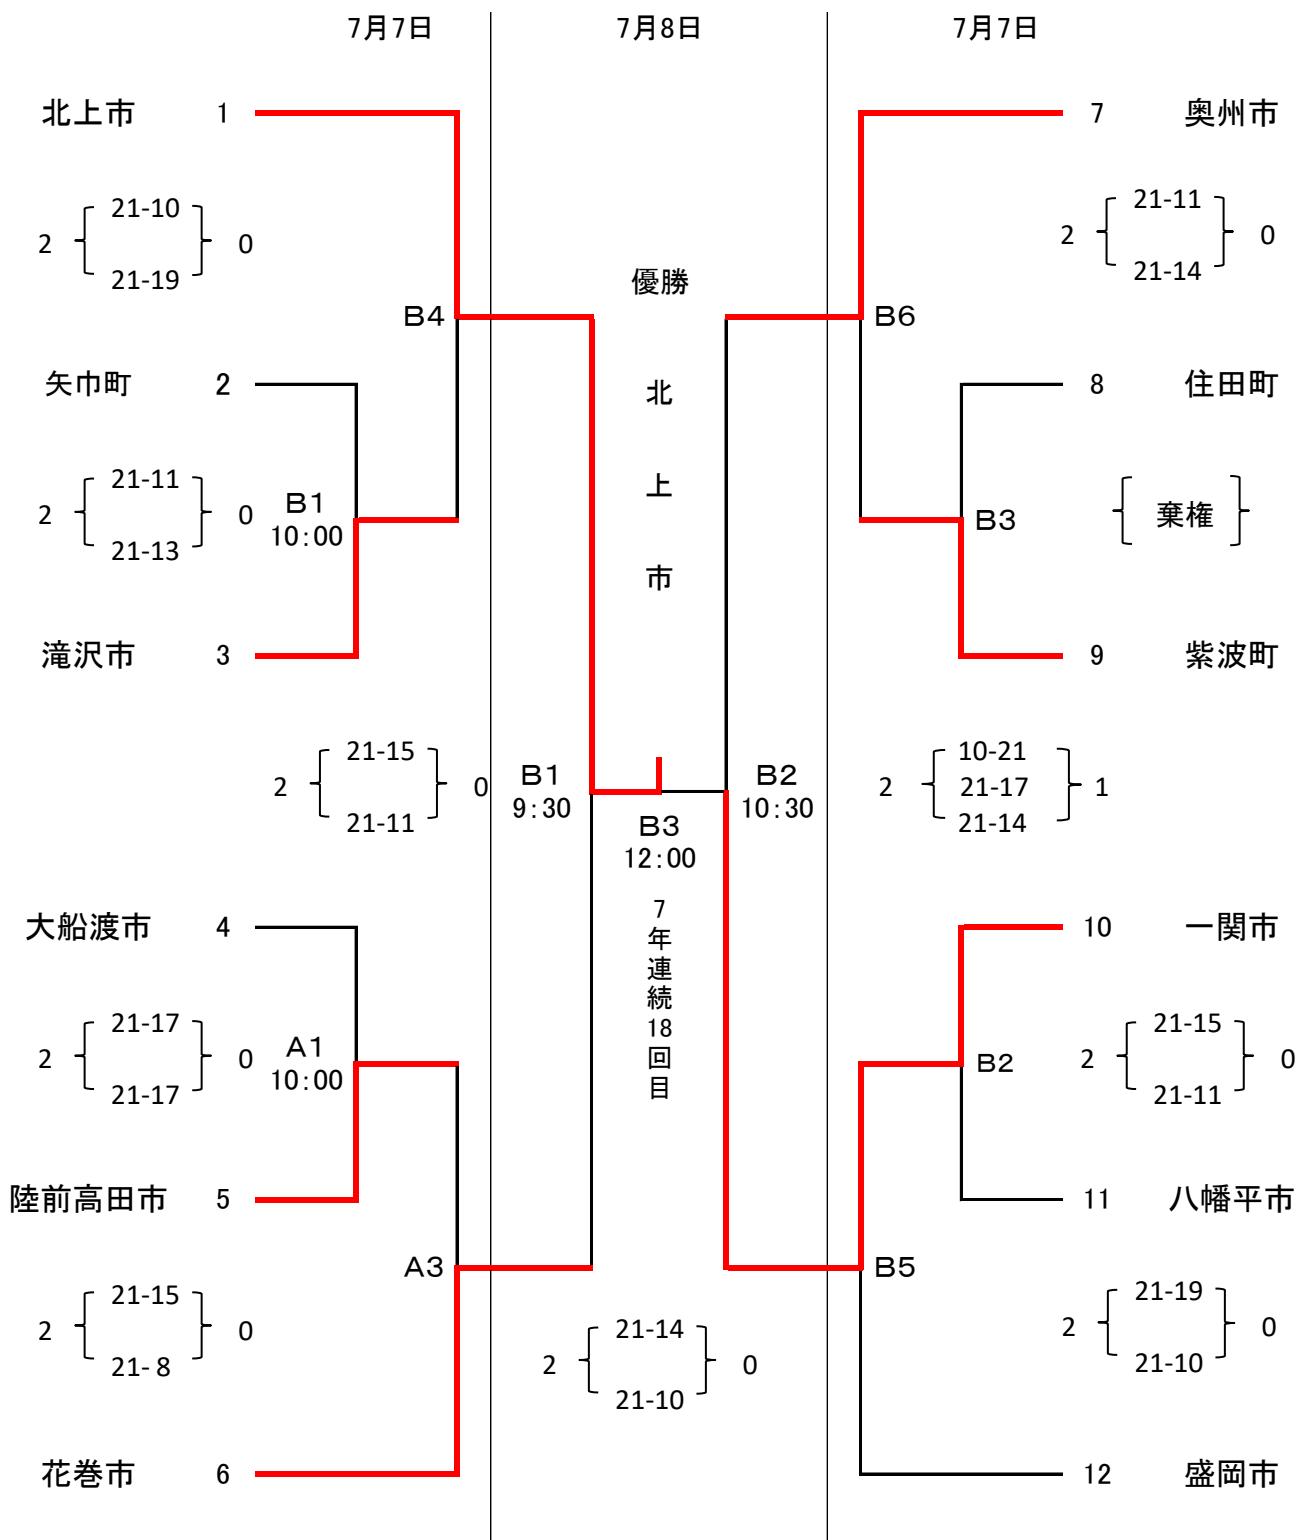 7月7日 7月8日 7月7日
北上市 1
7 奥州市
21-10
2 0
21-19
21-11
2 0
21-14
優勝
B4
B6
矢巾町 2
8 住田町
北上市
21-11
2 0
21-13
B1
10:00
B3
棄権
滝沢市 3
9 紫波町
21-15
2 0
21-11
B1
9:30
B2
10:30
10-21
2 21-17 1
21-14
B3
12:00
大船渡市 4
7年連続18回目
10 一関市
21-17
2 0
21-17
A1
10:00
B2
21-15
2 0
21-11
陸前高田市 5
11 八幡平市
A3
B5
21-15
2 0
21- 8
21-14
2 0
21-10
21-19
2 0
21-10
花巻市 6
12 盛岡市